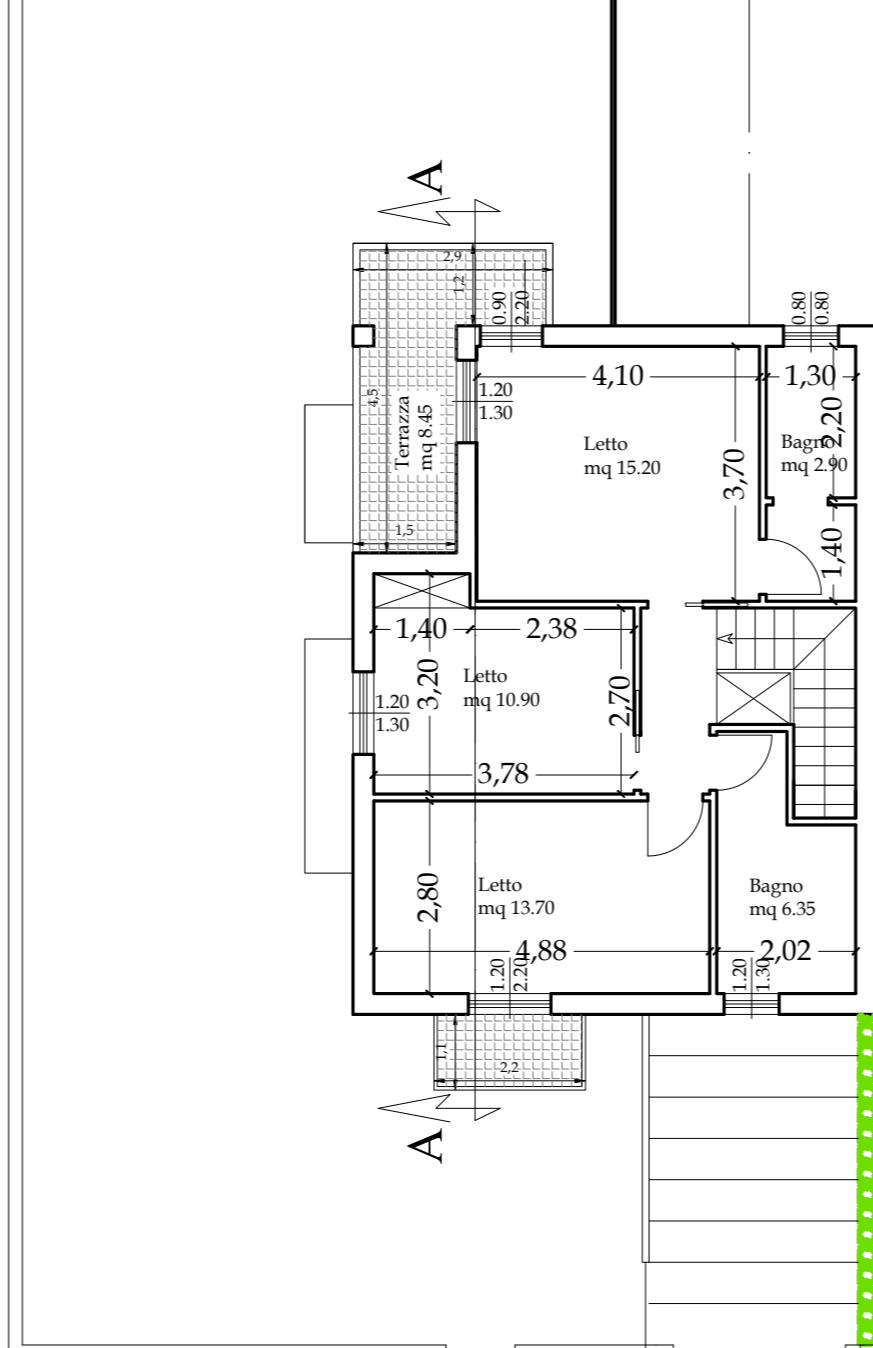 A
2,9
1,2
0.90
2.20
0.80
0.80
4,10
1,30
4,5
1.20
1.30
Terrazza
mq 8.45
Letto
mq 15.20
3,70
2,20
Bagno
mq 2.90
1,5
1,40
1,40
2,38
3,20
Letto
mq 10.90
2,70
1.20
1.30
3,78
2,80
Letto
mq 13.70
Bagno
mq 6.35
4,88
2,02
1.20
2.20
1.20
1.30
1,1
2,2
A